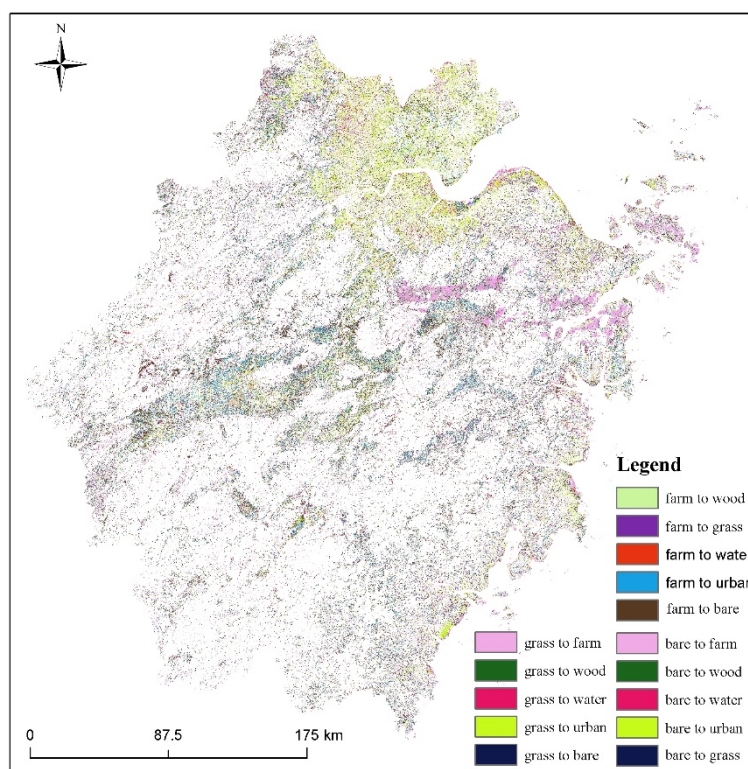 N
Legend
farm to wood
farm to grass
farm to wate
farm to urban
farm to bare
grass to farm
grass to wood
grass to water
grass to urban
grass to bare
bare to farm
bare to wood
bare to water
bare to urban
bare to grass
0 87.5 175 km